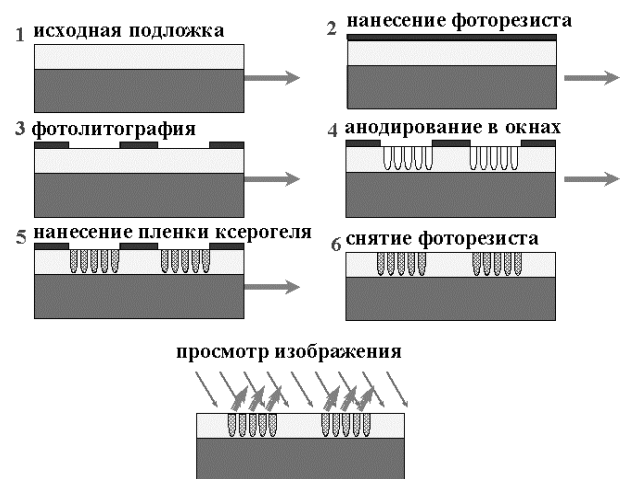 1 исходная подложка
2 нанесение фоторезиста
3 фотолитография
4 анодирование в окнах
5 нанесение пленки ксерогеля
6 снятие фоторезиста
просмотр изображения